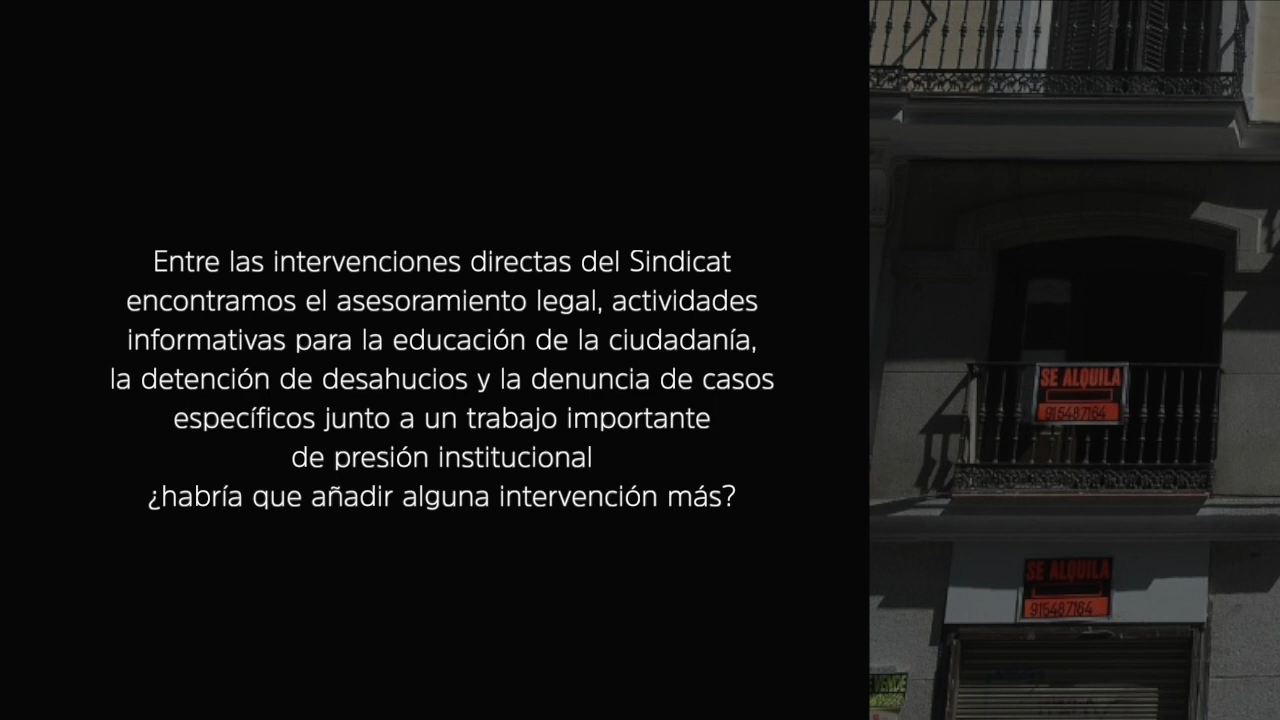 Entre las intervenciones directas del Sindicat
encontramos el asesoramiento legal, actividades
informativas para la educación de la ciudadanía,
la detención de desahucios y la denuncia de casos
específicos junto a un trabajo importante
de presión institucional
¿habría que añadir alguna intervención más?
SE ALQUILA
915487164
SE ALQUILA
915487164
VENDE